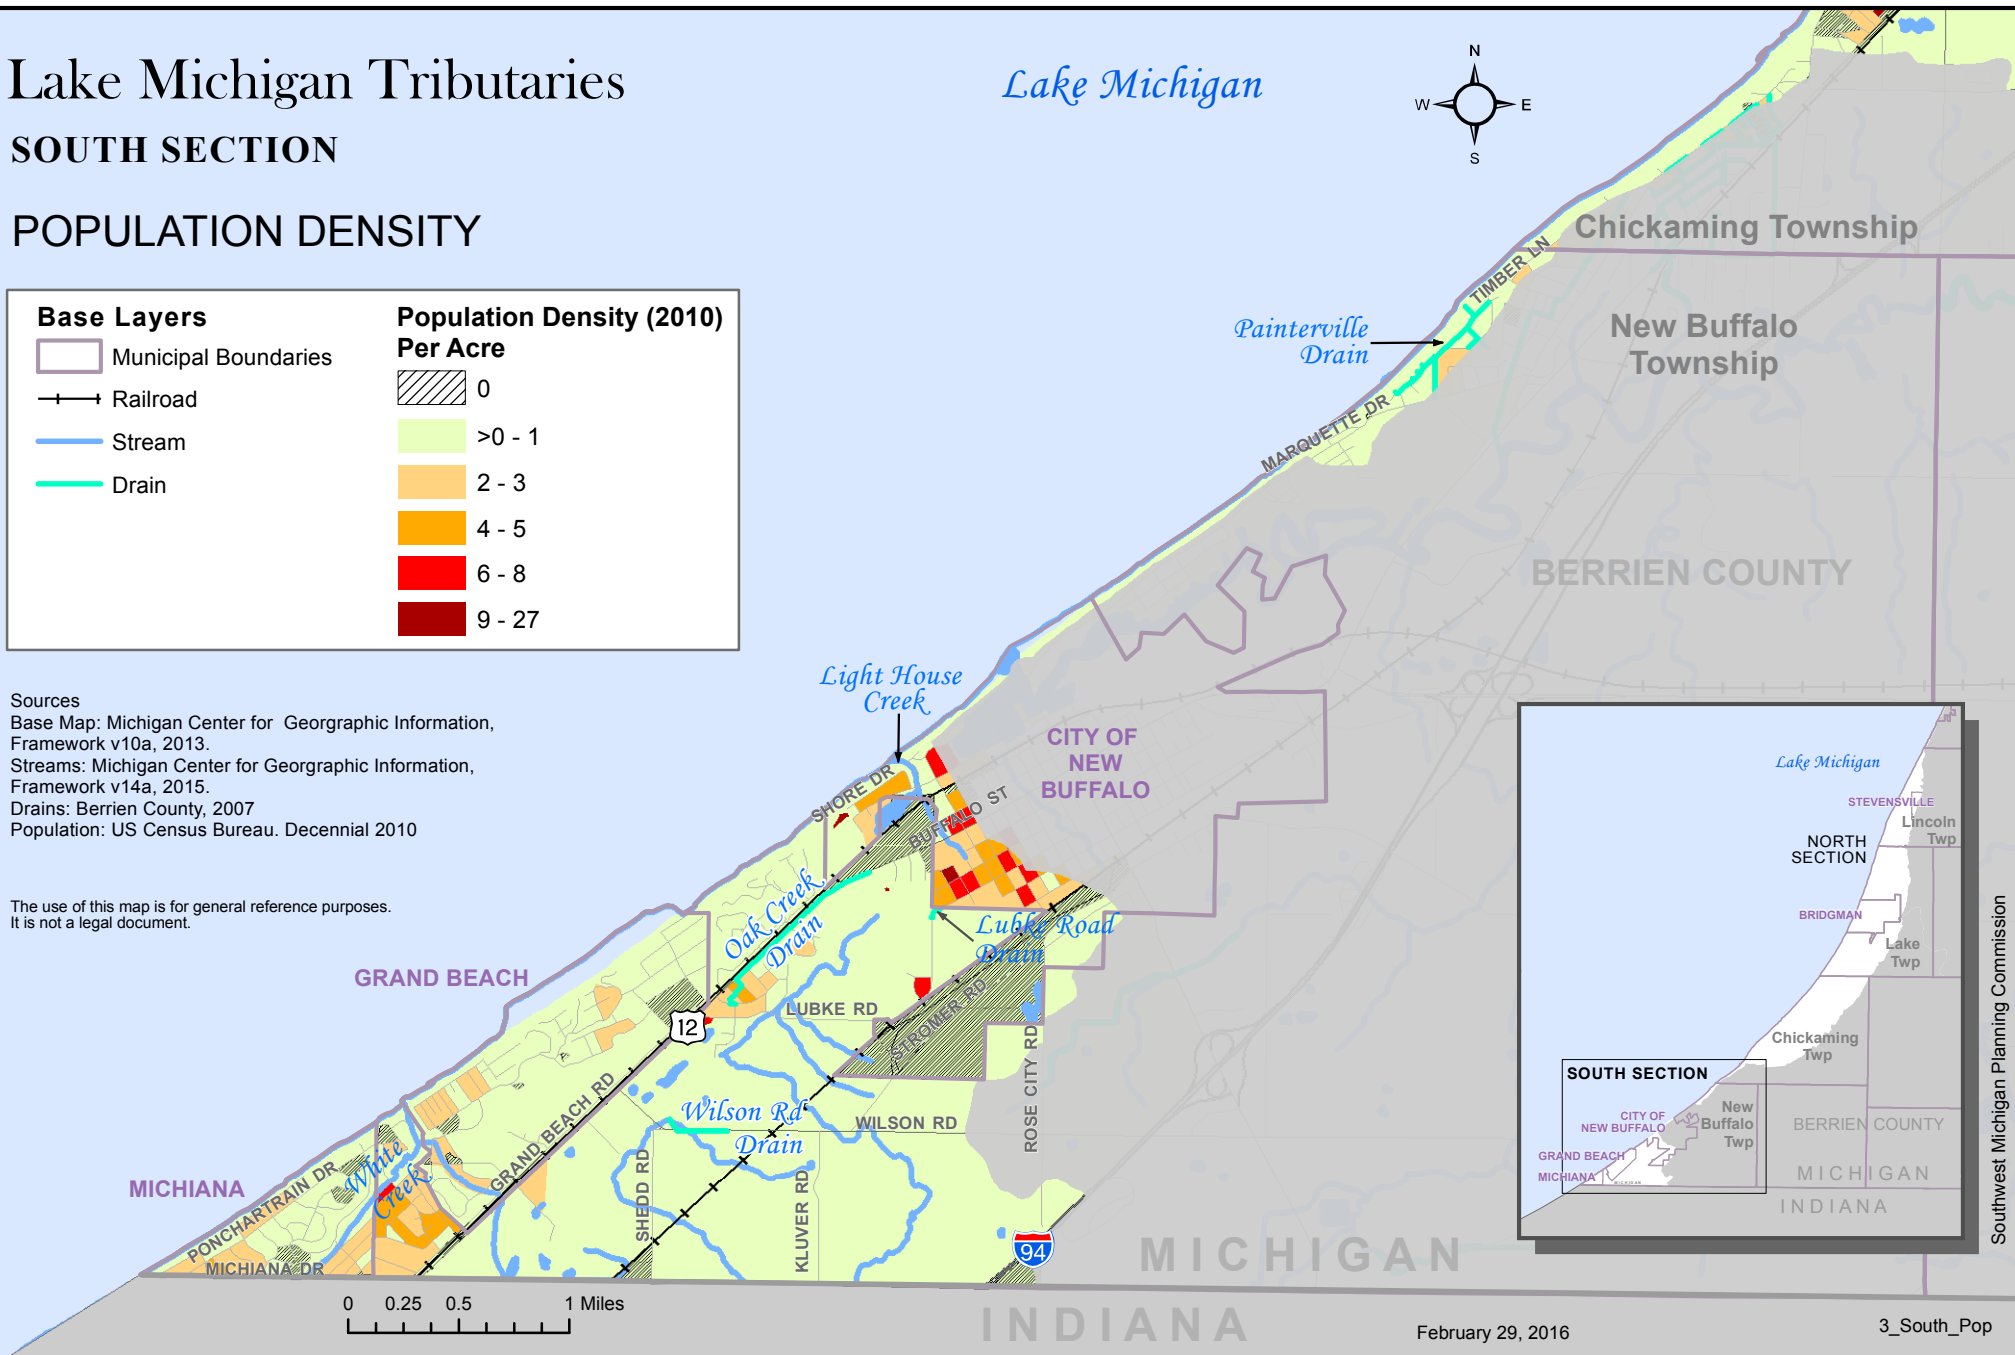 Lake Michigan Tributaries
SOUTH SECTION
POPULATION DENSITY
Lake Michigan
N
W
E
S
Base Layers
Municipal Boundaries
Railroad
Stream
Drain
Population Density (2010)
Per Acre
0
>0 - 1
2 - 3
4 - 5
6 - 8
9 - 27
Sources
Base Map: Michigan Center for Georgraphic Information,
Framework v10a, 2013.
Streams: Michigan Center for Georgraphic Information,
Framework v14a, 2015.
Drains: Berrien County, 2007
Population: US Census Bureau. Decennial 2010
The use of this map is for general reference purposes.
It is not a legal document.
Chickaming Township
TIMBER LN
New Buffalo
Township
Painterville
Drain
MARQUETTE DR
BERRIEN COUNTY
Light House
Creek
CITY OF
NEW
BUFFALO
SHORE DR
BUFFALO ST
Oak Creek
Drain
Lubke Road
Drain
GRAND BEACH
LUBKE RD
12
STROMER RD
ROSE CITY RD
GRAND BEACH RD
Wilson Rd
Drain
WILSON RD
White
Creek
MICHIANA
PONCHARTRAIN DR
MICHIANA DR
SHEDD RD
KLUVER RD
94
MICHIGAN
INDIANA
0 0.25 0.5 1 Miles
Lake Michigan
STEVENSVILLE
Lincoln
Twp
NORTH
SECTION
BRIDGMAN
Lake
Twp
Chickaming
Twp
SOUTH SECTION
CITY OF
NEW BUFFALO
New
Buffalo
Twp
BERRIEN COUNTY
GRAND BEACH
MICHIANA
MICHIGAN
MICHIGAN
INDIANA
Southwest Michigan Planning Commission
February 29, 2016
3_South_Pop